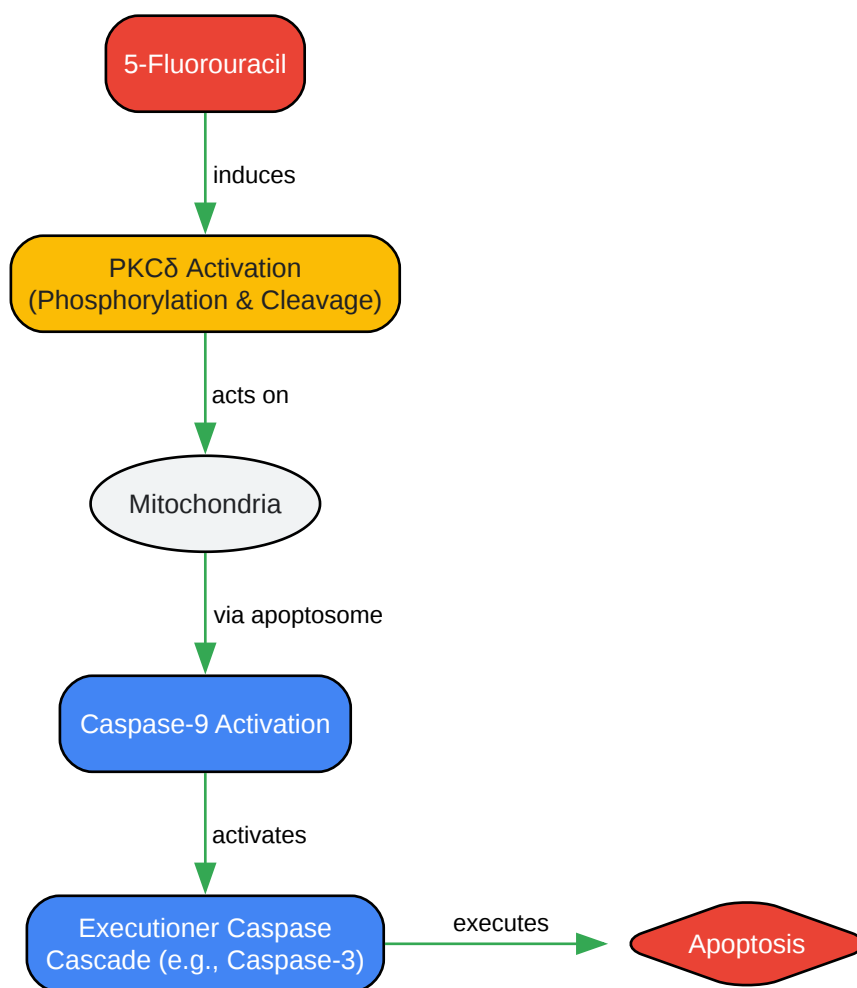 5-Fluorouracil
induces
PKCδ Activation
(Phosphorylation & Cleavage)
acts on
Mitochondria
via apoptosome
Caspase-9 Activation
activates
Executioner Caspase
Cascade (e.g., Caspase-3)
executes
Apoptosis